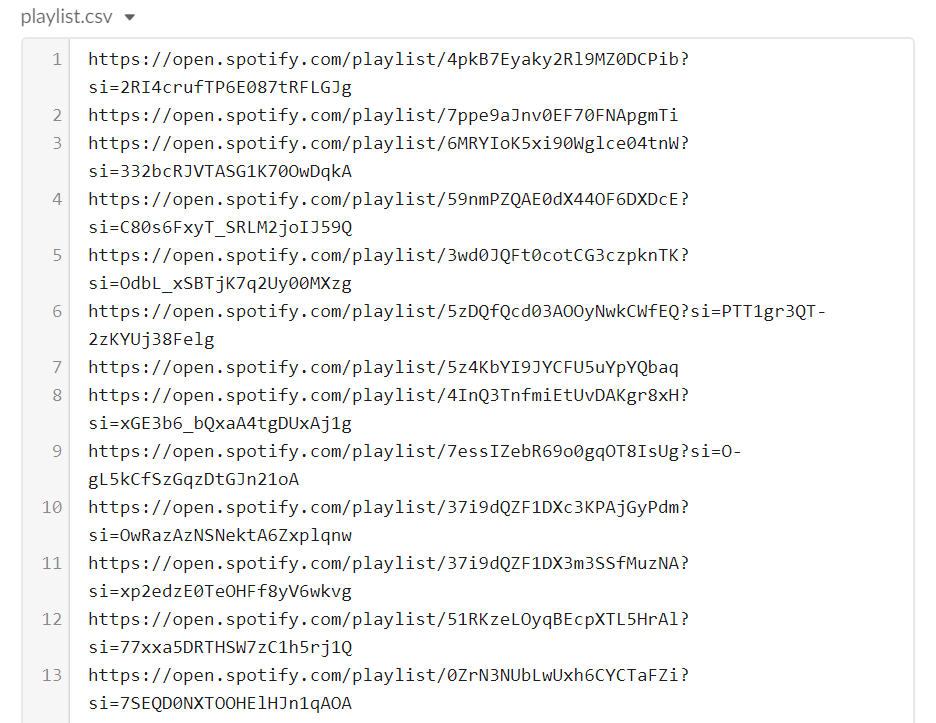 playlist.csv
1 https://open.spotify.com/playlist/4pkB7Eyaky2Rl9MZ0DCPib?
si=2RI4crufTP6E087tRFLGJg
2 https://open.spotify.com/playlist/7ppe9aJnv0EF70FNApgmTi
3 https://open.spotify.com/playlist/6MRYIoK5xi90Wglce04tnW?
si=332bcRJVTASG1K70OwDqkA
4 https://open.spotify.com/playlist/59nmPZQAE0dX44OF6DXDcE?
si=C80s6FxyT_SRLM2joIJ59Q
5 https://open.spotify.com/playlist/3wd0JQFt0cotCG3czpknTK?
si=OdbL_xSBTjK7q2Uy00MXzg
6 https://open.spotify.com/playlist/5zDQfQcd03AOOyNwkCWfEQ?si=PTT1gr3QT-
2zKYUj38Felg
7 https://open.spotify.com/playlist/5z4KbYI9JYCFU5uYpYQbaq
8 https://open.spotify.com/playlist/4InQ3TnfmiEtUvDAKgr8xH?
si=xGE3b6_bQxaA4tgDUxAj1g
9 https://open.spotify.com/playlist/7essIZebR69o0gqOT8IsUg?si=O-
gL5kCfSzGqzDtGJn21oA
10 https://open.spotify.com/playlist/37i9dQZF1DXc3KPAjGyPdm?
si=OwRazAzNSNektA6Zxplqnw
11 https://open.spotify.com/playlist/37i9dQZF1DX3m3SSfMuzNA?
si=xp2edzE0TeOHFf8yV6wkvg
12 https://open.spotify.com/playlist/51RKzeLOyqBEcpXTL5HrAl?
si=77xxa5DRTHSW7zC1h5rj1Q
13 https://open.spotify.com/playlist/0ZrN3NUbLwUxh6CYCTaFZi?
si=7SEQD0NXTOOHElHJn1qAOA